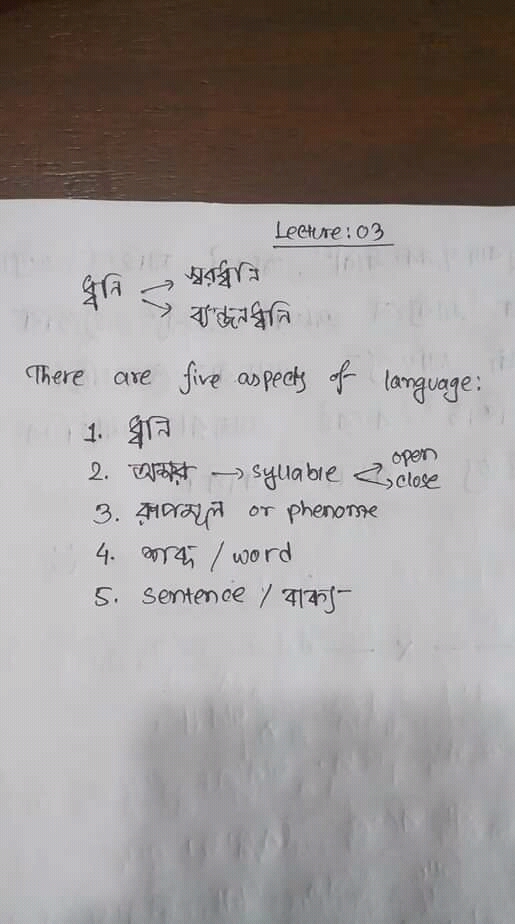 Lecture: 03
ধ্বনি → স্বরধ্বনি
→ ব্যঞ্জনধ্বনি
There are five aspects of language:
1. ধ্বনি
2. অক্ষর → syllable → open
→ close
3. রূপমূল or phenome
4. শব্দ / word
5. sentence / বাক্য